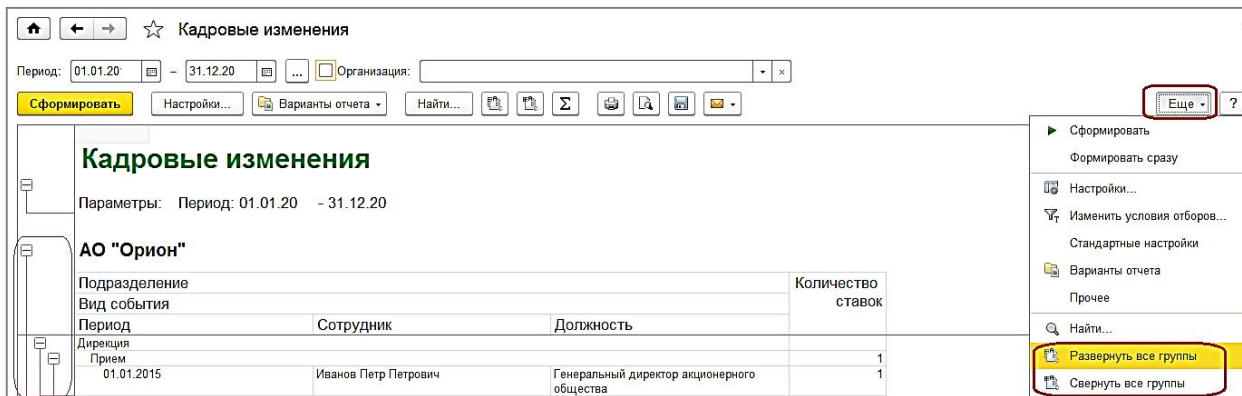 Кадровые изменения
Период: 01.01.20 – 31.12.20 ... Организация:
Сформировать Настройки... Варианты отчета Найти... Σ Еще ?
Сформировать
Формировать сразу
Настройки...
Изменить условия отборов...
Стандартные настройки
Варианты отчета
Прочее
Найти...
Развернуть все группы
Свернуть все группы
Кадровые изменения
Параметры: Период: 01.01.20 - 31.12.20
АО "Орион"
Подразделение Количество
Вид события ставок
Период Сотрудник Должность
Дирекция
Прием 1
01.01.2015 Иванов Петр Петрович Генеральный директор акционерного 1
общества